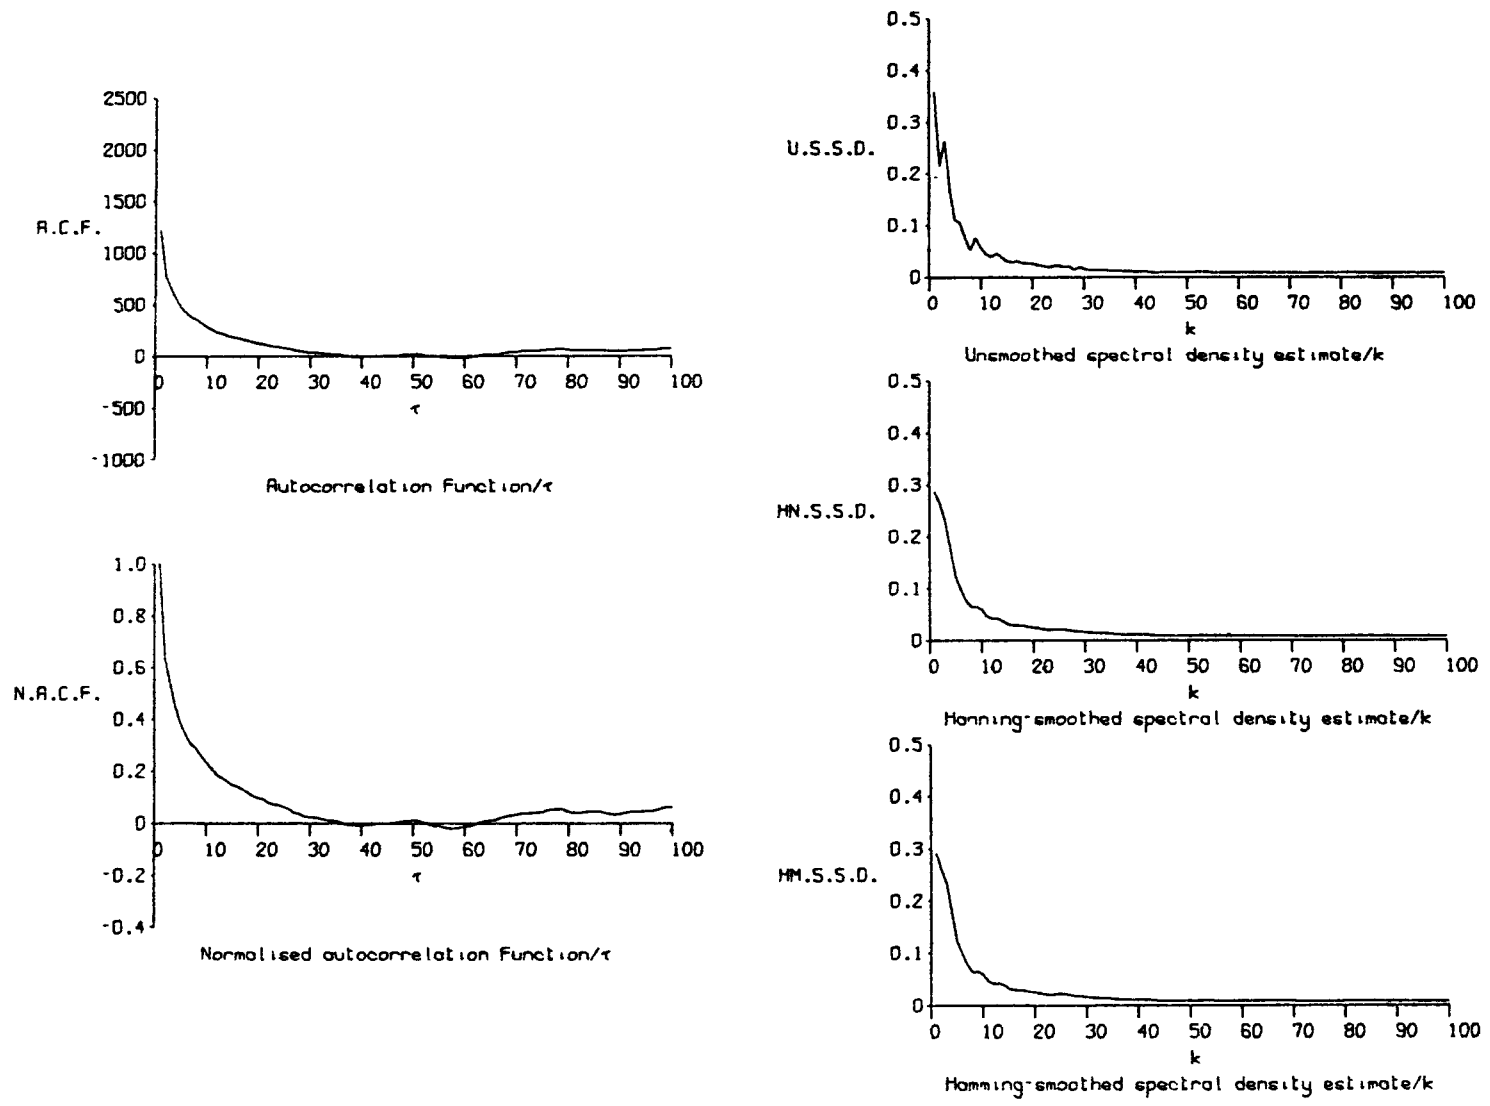 2500
2000
1500
A.C.F.
1000
500
0
0 10 20 30 40 50 60 70 80 90 100
τ
-500
-1000
Autocorrelation Function/τ
1.0
0.8
0.6
N.A.C.F.
0.4
0.2
0
0 10 20 30 40 50 60 70 80 90 100
τ
-0.2
-0.4
Normalised autocorrelation Function/τ
0.5
0.4
0.3
U.S.S.D.
0.2
0.1
0
0 10 20 30 40 50 60 70 80 90 100
k
Unsmoothed spectral density estimate/k
0.5
0.4
0.3
HN.S.S.D.
0.2
0.1
0
0 10 20 30 40 50 60 70 80 90 100
k
Hanning-smoothed spectral density estimate/k
0.5
0.4
0.3
HM.S.S.D.
0.2
0.1
0
0 10 20 30 40 50 60 70 80 90 100
k
Hamming-smoothed spectral density estimate/k